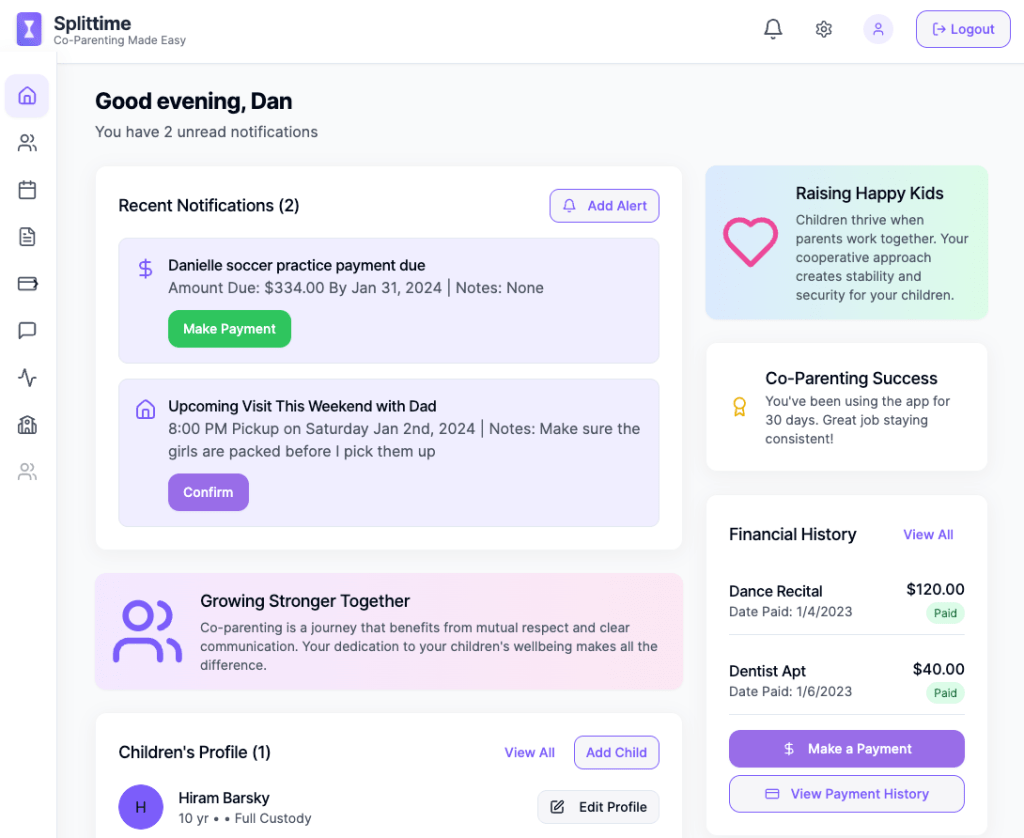 Splittime
Co-Parenting Made Easy
Logout
Good evening, Dan
You have 2 unread notifications
Recent Notifications (2)
Add Alert
Danielle soccer practice payment due
Amount Due: $334.00 By Jan 31, 2024 | Notes: None
Make Payment
Upcoming Visit This Weekend with Dad
8:00 PM Pickup on Saturday Jan 2nd, 2024 | Notes: Make sure the
girls are packed before I pick them up
Confirm
Growing Stronger Together
Co-parenting is a journey that benefits from mutual respect and clear
communication. Your dedication to your children's wellbeing makes all the
difference.
Children's Profile (1)
View All
Add Child
H
Hiram Barsky
10 yr • • Full Custody
Edit Profile
Raising Happy Kids
Children thrive when
parents work together. Your
cooperative approach
creates stability and
security for your children.
Co-Parenting Success
You've been using the app for
30 days. Great job staying
consistent!
Financial History
View All
Dance Recital
$120.00
Date Paid: 1/4/2023
Paid
Dentist Apt
$40.00
Date Paid: 1/6/2023
Paid
$ Make a Payment
View Payment History